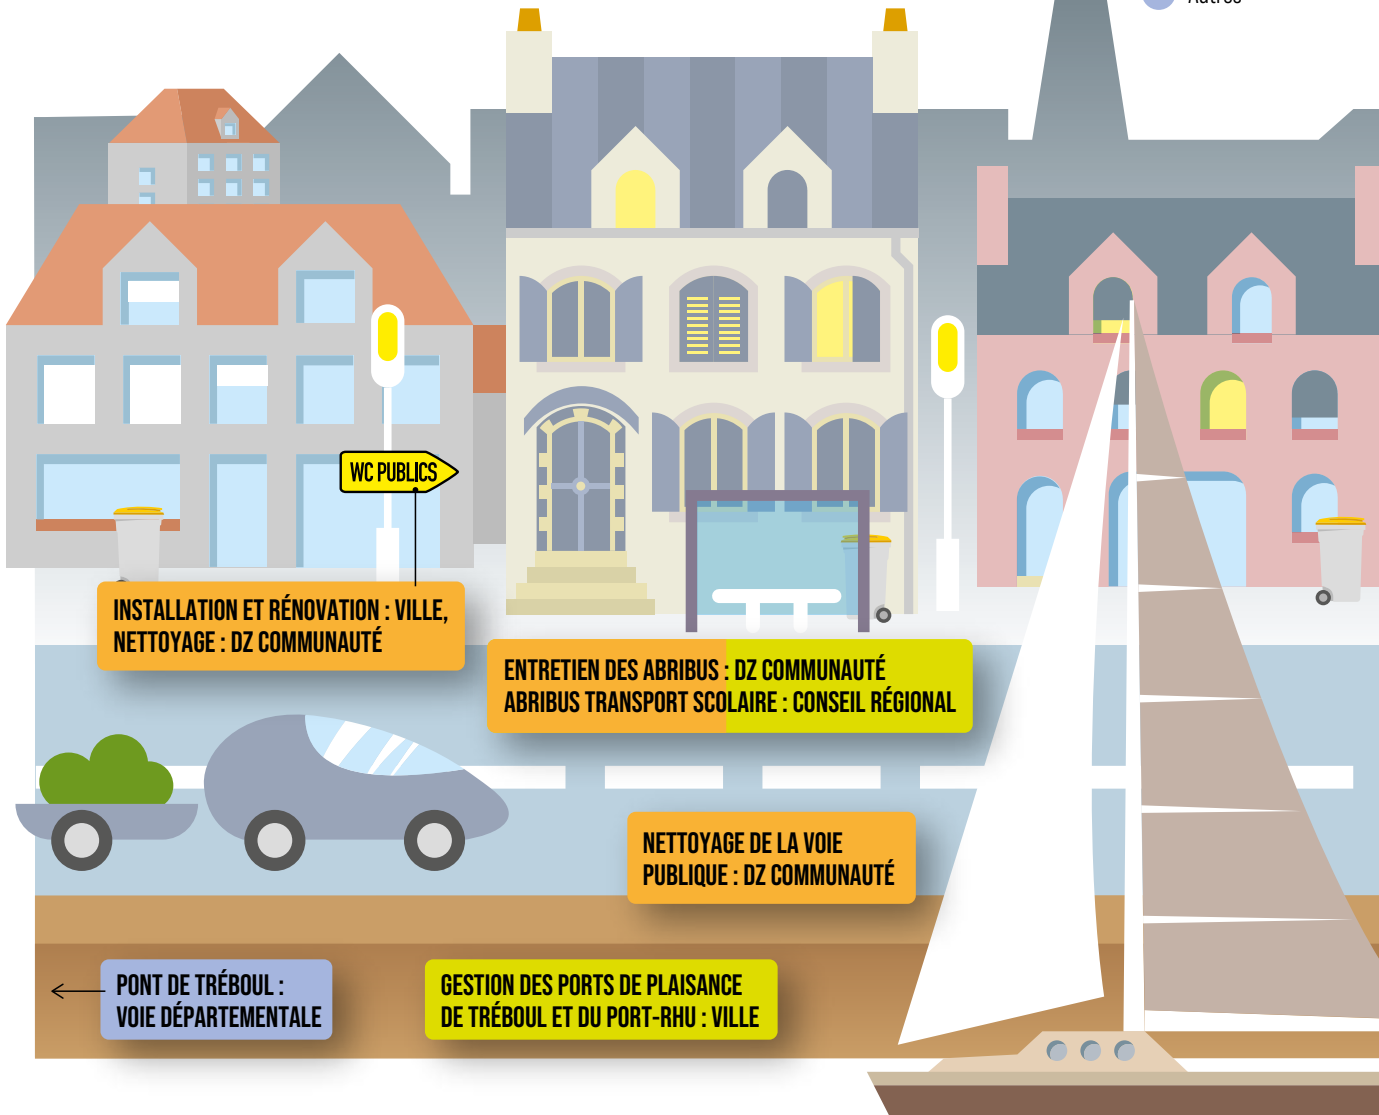 Autres
WC PUBLICS
INSTALLATION ET RÉNOVATION : VILLE,
NETTOYAGE : DZ COMMUNAUTÉ
ENTRETIEN DES ABRIBUS : DZ COMMUNAUTÉ
ABRIBUS TRANSPORT SCOLAIRE : CONSEIL RÉGIONAL
NETTOYAGE DE LA VOIE
PUBLIQUE : DZ COMMUNAUTÉ
PONT DE TRÉBOUL :
VOIE DÉPARTEMENTALE
GESTION DES PORTS DE PLAISANCE
DE TRÉBOUL ET DU PORT-RHU : VILLE